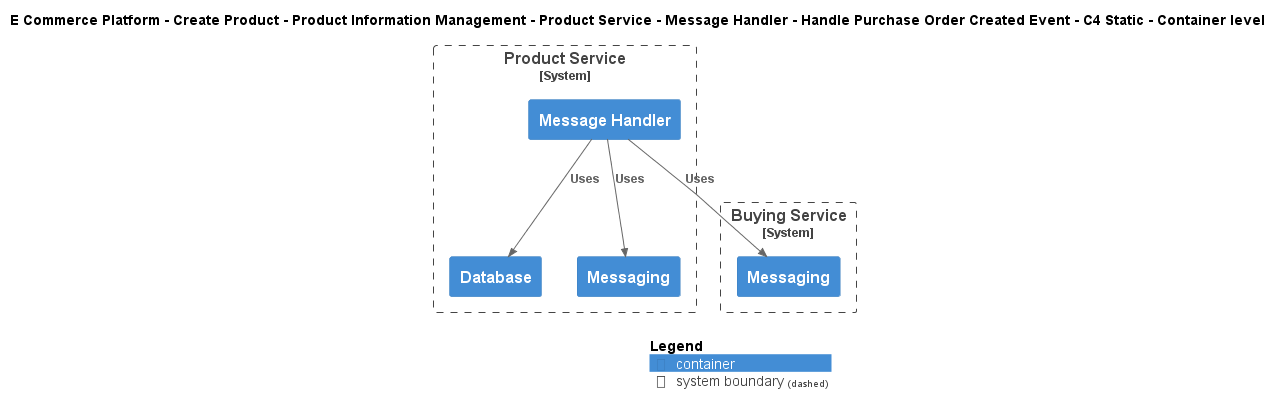 E Commerce Platform - Create Product - Product Information Management - Product Service - Message Handler - Handle Purchase Order Created Event - C4 Static - Container level
Product Service
[System]
Message Handler
Uses
Uses
Uses
Buying Service
[System]
Database
Messaging
Messaging
Legend
container
system boundary (dashed)